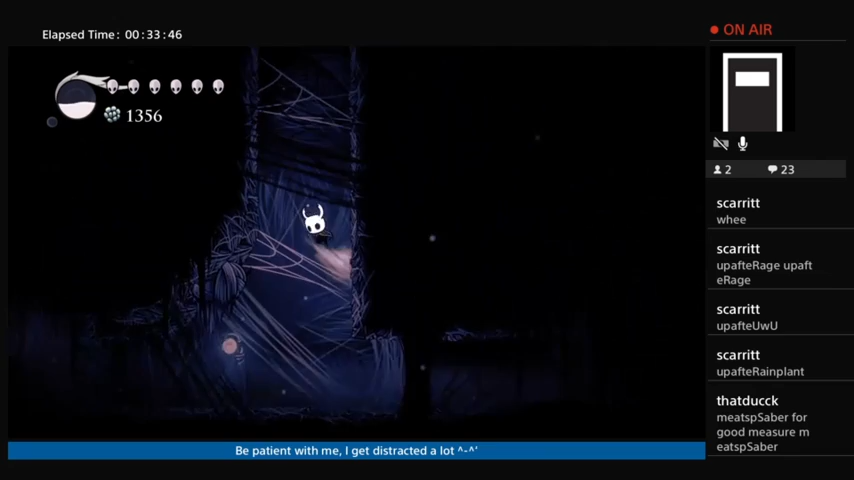 Elapsed Time: 00:33:46
ON AIR
1356
2 23
scarritt
whee
scarritt
upafteRage upaft
eRage
scarritt
upafteUwU
scarritt
upafteRainplant
thatducck
meatspSaber for
good measure m
eatspSaber
Be patient with me, I get distracted a lot ^-^'